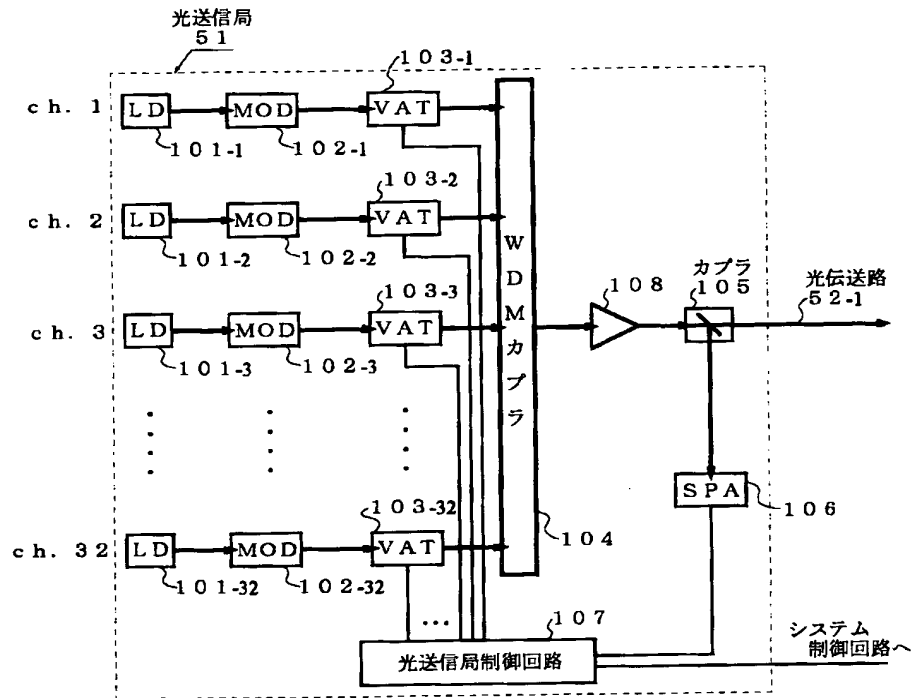 光送信局
51
103-1
ch. 1
LD
MOD
VAT
101-1
102-1
103-2
ch. 2
LD
MOD
VAT
101-2
102-2
103-3
ch. 3
LD
MOD
VAT
101-3
102-3
103-32
ch. 32
LD
MOD
VAT
101-32
102-32
WDMカプラ
104
108
カプラ
105
光伝送路
52-1
SPA
106
107
光送信局制御回路
システム
制御回路へ